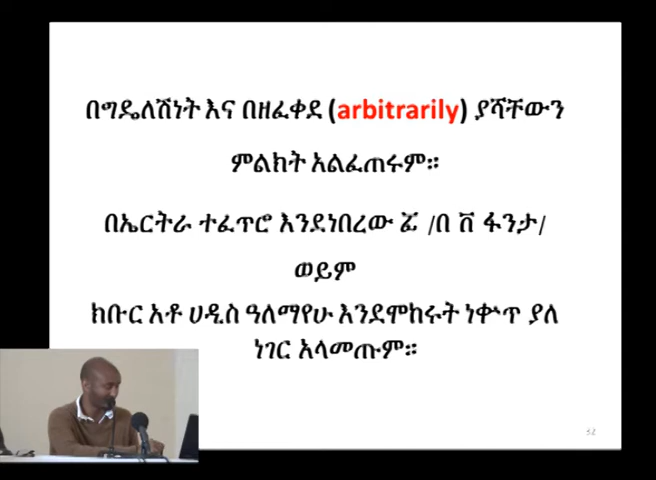 በግዴለሽነት እና በዘፈቀደ (arbitrarily) ያሻቸውን
ምልክት አልፈጠሩም።
በኤርትራ ተፈጥሮ እንደነበረው /በ ቨ ፋንታ/
ወይም
ክቡር አቶ ሀዲስ ዓለማየሁ እንደሞከሩት ነቍጥ ያለ
ነገር አላመጡም።
52